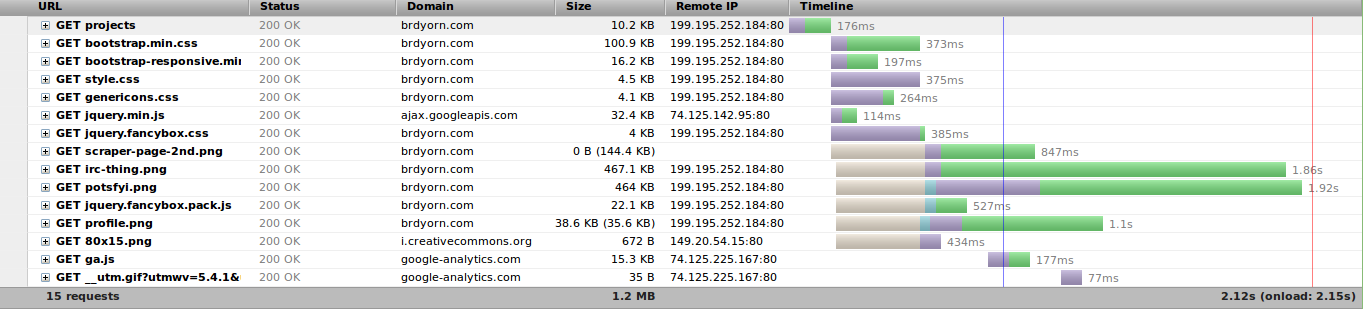 URL Status Domain Size Remote IP Timeline
GET projects 200 OK brdyorn.com 10.2 KB 199.195.252.184:80 176ms
GET bootstrap.min.css 200 OK brdyorn.com 100.9 KB 199.195.252.184:80 373ms
GET bootstrap-responsive.min 200 OK brdyorn.com 16.2 KB 199.195.252.184:80 197ms
GET style.css 200 OK brdyorn.com 4.5 KB 199.195.252.184:80 375ms
GET genericons.css 200 OK brdyorn.com 4.1 KB 199.195.252.184:80 264ms
GET jquery.min.js 200 OK ajax.googleapis.com 32.4 KB 74.125.142.95:80 114ms
GET jquery.fancybox.css 200 OK brdyorn.com 4 KB 199.195.252.184:80 385ms
GET scraper-page-2nd.png 200 OK brdyorn.com 0 B (144.4 KB) 847ms
GET irc-thing.png 200 OK brdyorn.com 467.1 KB 199.195.252.184:80 1.86s
GET potsfyi.png 200 OK brdyorn.com 464 KB 199.195.252.184:80 1.92s
GET jquery.fancybox.pack.js 200 OK brdyorn.com 22.1 KB 199.195.252.184:80 527ms
GET profile.png 200 OK brdyorn.com 38.6 KB (35.6 KB) 199.195.252.184:80 1.1s
GET 80x15.png 200 OK i.creativecommons.org 672 B 149.20.54.15:80 434ms
GET ga.js 200 OK google-analytics.com 15.3 KB 74.125.225.167:80 177ms
GET __utm.gif?utmwv=5.4.1& 200 OK google-analytics.com 35 B 74.125.225.167:80 77ms
15 requests 1.2 MB 2.12s (onload: 2.15s)